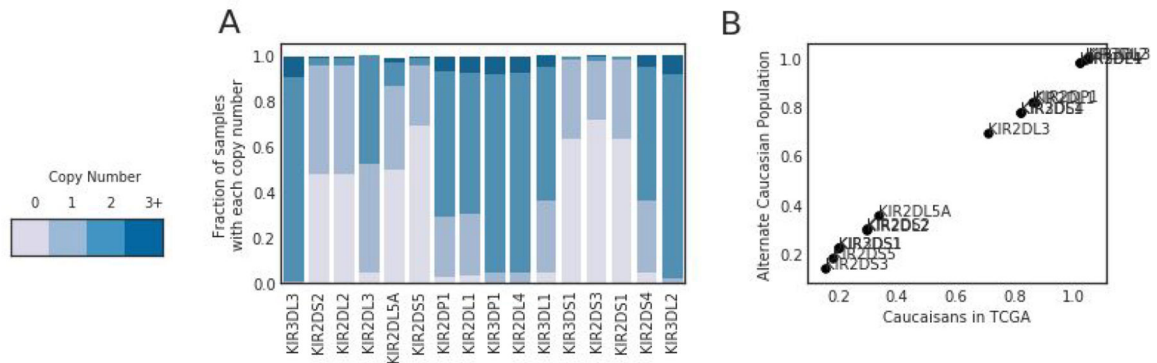 Copy Number
0 1 2 3+
A
Fraction of samples
with each copy number
1.0
0.8
0.6
0.4
0.2
0.0
KIR3DL3
KIR2DS2
KIR2DL2
KIR2DL3
KIR2DL5A
KIR2DS5
KIR2DP1
KIR2DL1
KIR3DP1
KIR2DL4
KIR3DL1
KIR3DS1
KIR2DS3
KIR2DS1
KIR2DS4
KIR3DL2
B
Alternate Caucasian Population
1.0
0.8
0.6
0.4
0.2
KIR2DP1
KIR2DL3
KIR2DL5A
KIR2DS5
KIR2DS3
0.2 0.4 0.6 0.8 1.0
Caucaisans in TCGA